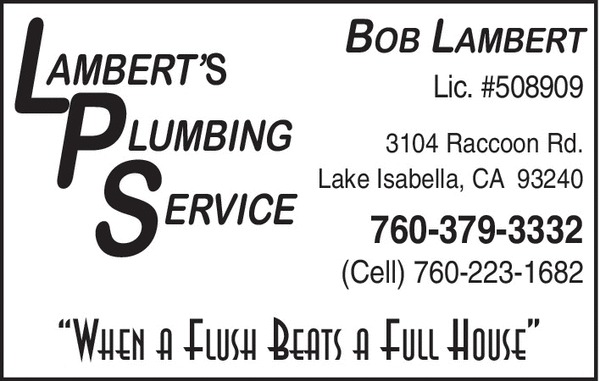 LAMBERT'S
PLUMBING
SERVICE
BOB LAMBERT
Lic. #508909
3104 Raccoon Rd.
Lake Isabella, CA 93240
760-379-3332
(Cell) 760-223-1682
“WHEN A FLUSH BEATS A FULL HOUSE”